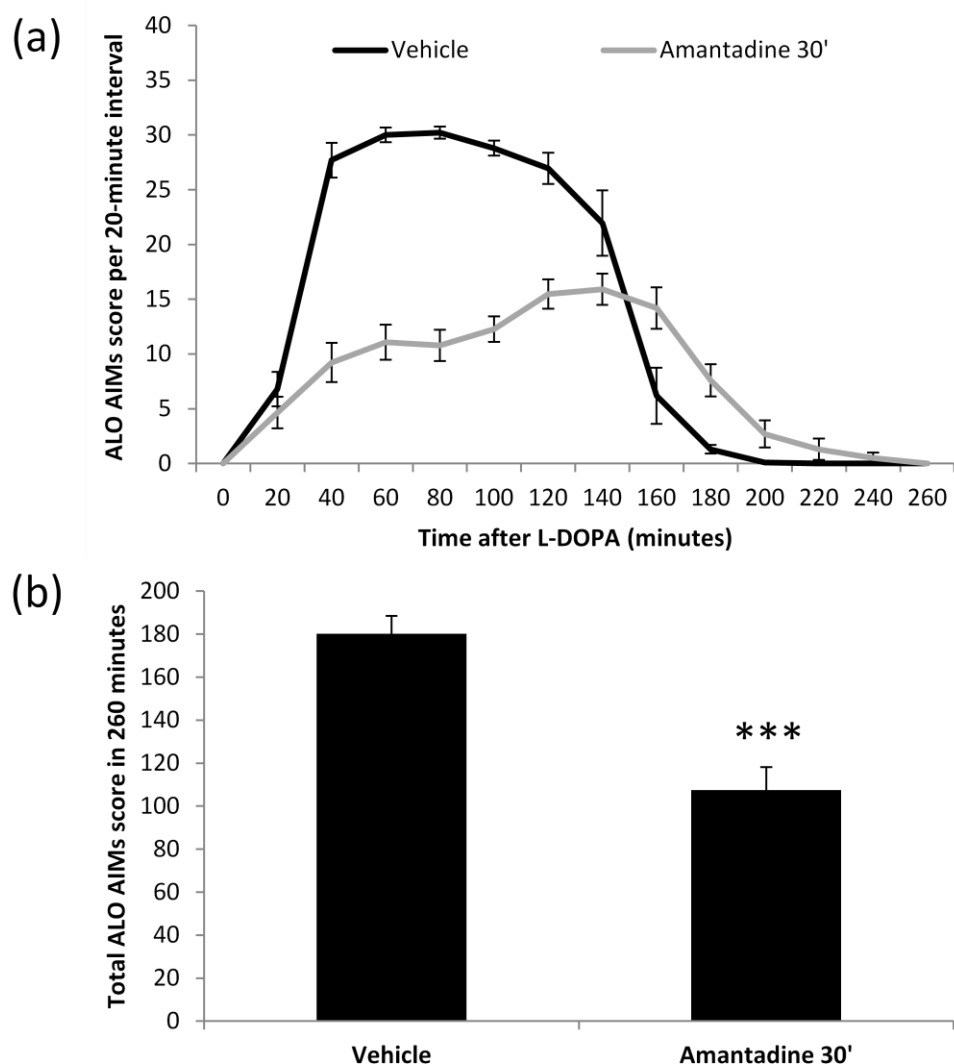 (a)
ALO AIMs score per 20-minute interval
40
35
30
25
20
15
10
5
0
Vehicle
Amantadine 30'
0 20 40 60 80 100 120 140 160 180 200 220 240 260
Time after L-DOPA (minutes)
(b)
Total ALO AIMs score in 260 minutes
200
180
160
140
120
100
80
60
40
20
0
***
Vehicle
Amantadine 30'